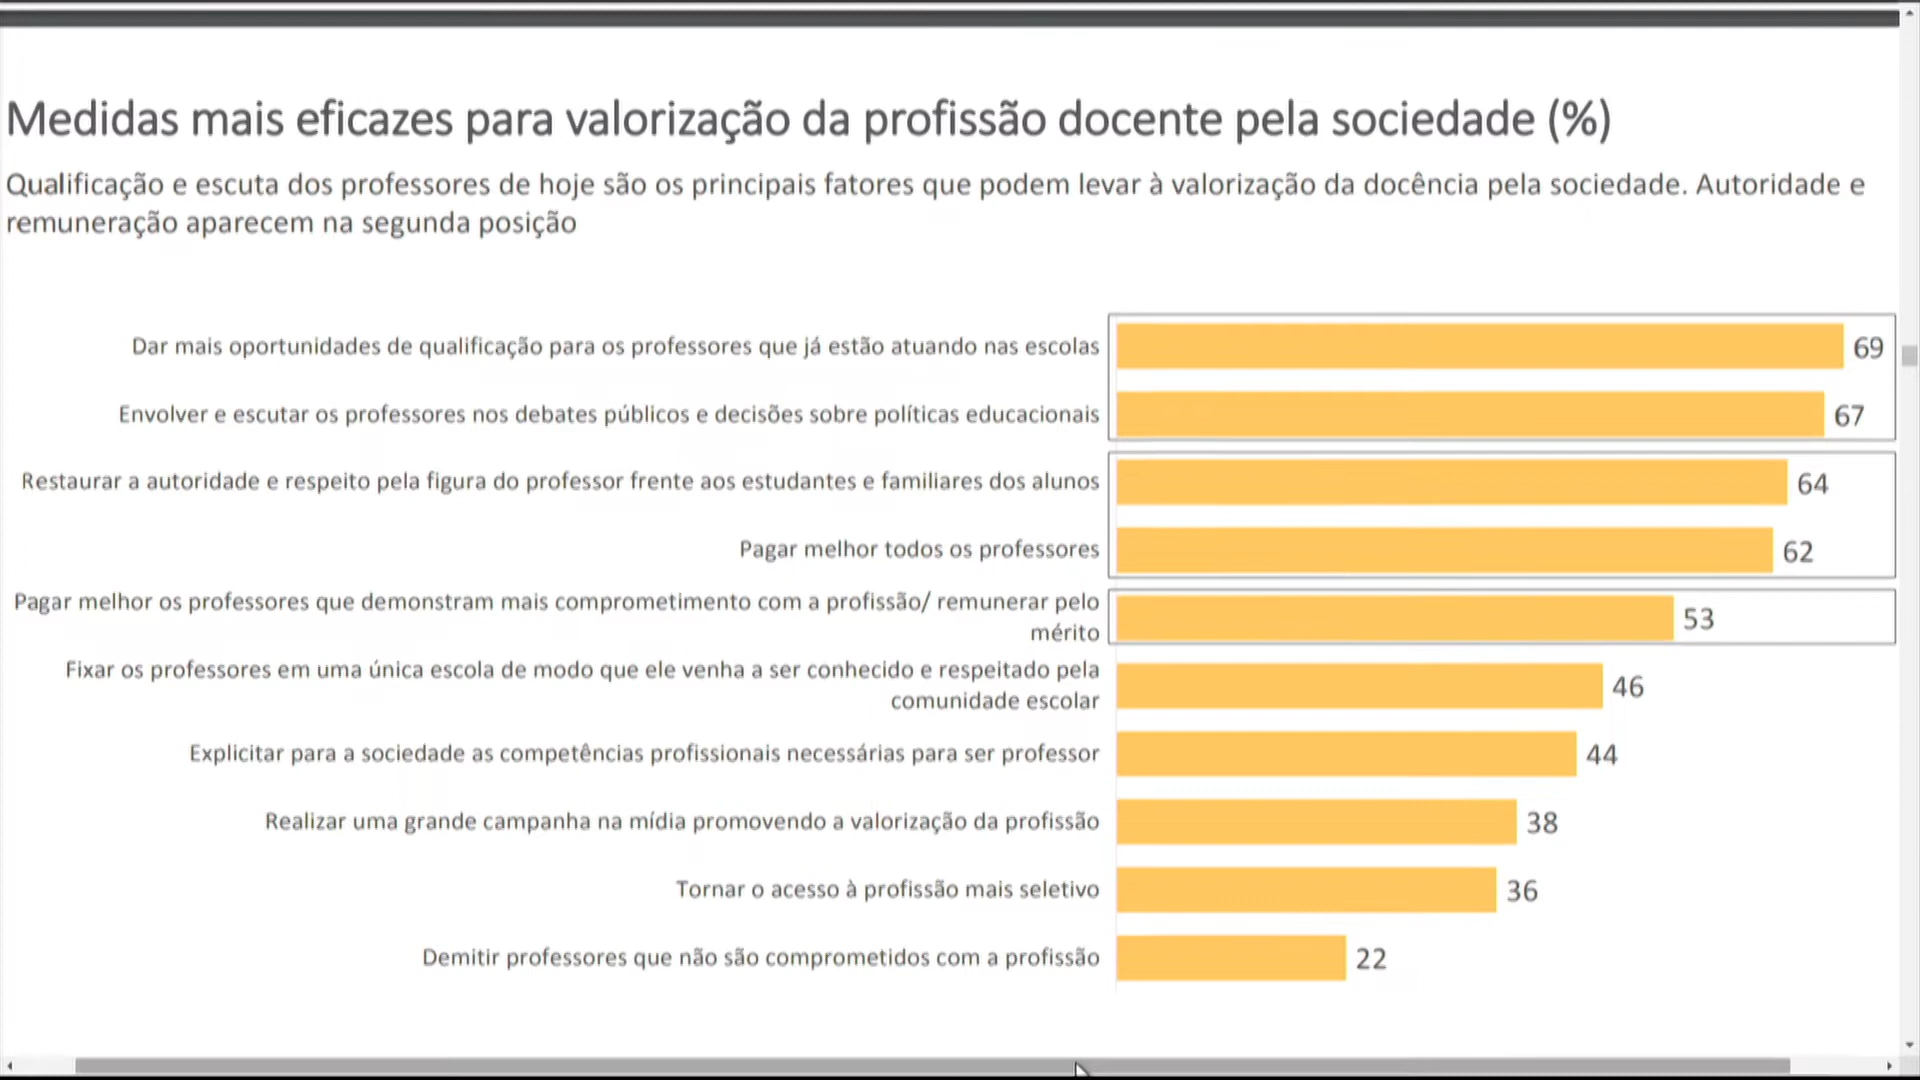 Medidas mais eficazes para valorização da profissão docente pela sociedade (%)
Qualificação e escuta dos professores de hoje são os principais fatores que podem levar à valorização da docência pela sociedade. Autoridade e
remuneração aparecem na segunda posição
Dar mais oportunidades de qualificação para os professores que já estão atuando nas escolas
69
Envolver e escutar os professores nos debates públicos e decisões sobre políticas educacionais
67
Restaurar a autoridade e respeito pela figura do professor frente aos estudantes e familiares dos alunos
64
Pagar melhor todos os professores
62
Pagar melhor os professores que demonstram mais comprometimento com a profissão/ remunerar pelo
mérito
53
Fixar os professores em uma única escola de modo que ele venha a ser conhecido e respeitado pela
comunidade escolar
46
Explicitar para a sociedade as competências profissionais necessárias para ser professor
44
Realizar uma grande campanha na mídia promovendo a valorização da profissão
38
Tornar o acesso à profissão mais seletivo
36
Demitir professores que não são comprometidos com a profissão
22